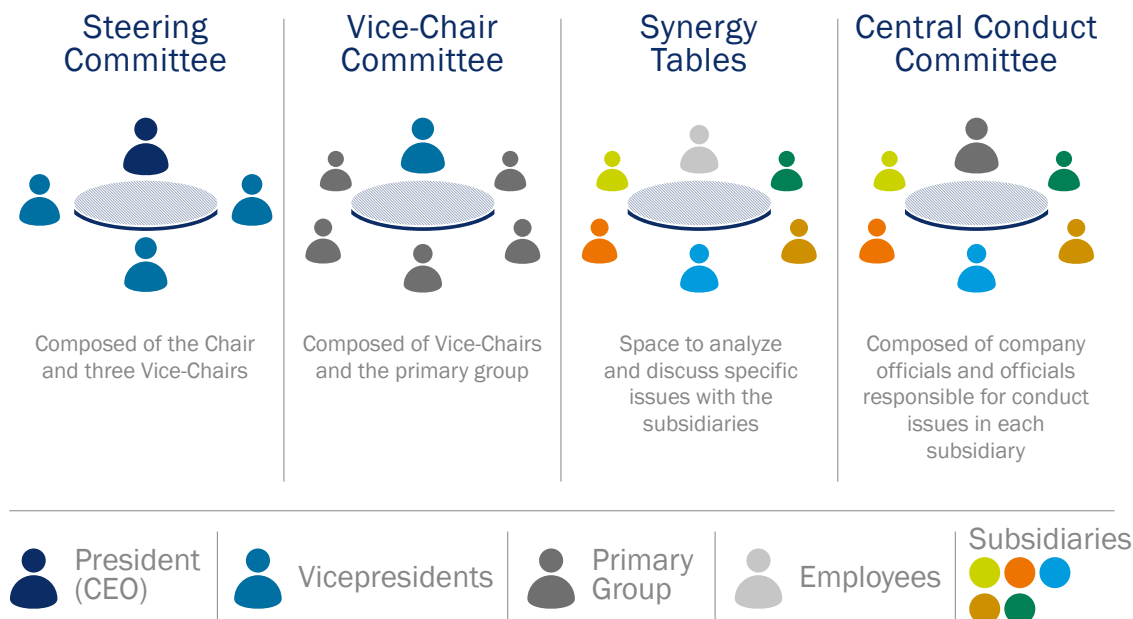 Steering
Committee
Vice-Chair
Committee
Synergy
Tables
Central Conduct
Committee
Composed of the Chair
and three Vice-Chairs
Composed of Vice-Chairs
and the primary group
Space to analyze
and discuss specific
issues with the
subsidiaries
Composed of company
officials and officials
responsible for conduct
issues in each
subsidiary
President
(CEO)
Vicepresidents
Primary
Group
Employees
Subsidiaries